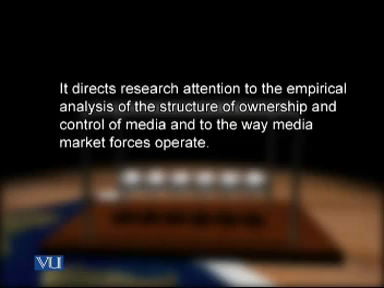 It directs research attention to the empirical
analysis of the structure of ownership and
control of media and to the way media
market forces operate.
VU